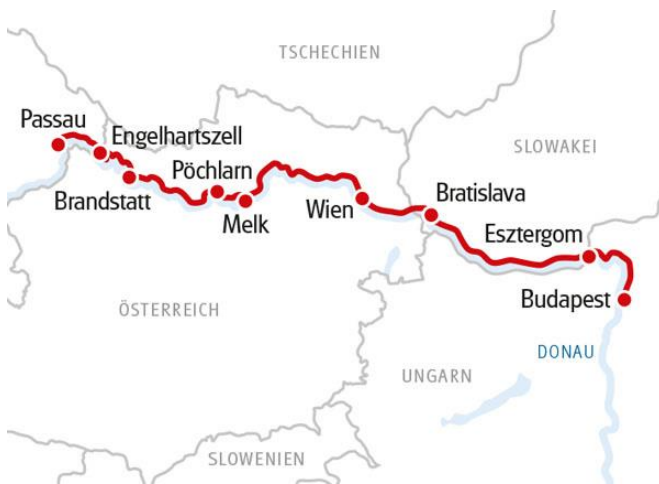 TSCHECHIEN
Passau
Engelhartszell
SLOWAKEI
Pöchlarn
Brandstatt
Melk
Wien
Bratislava
Esztergom
Budapest
ÖSTERREICH
DONAU
UNGARN
SLOWENIEN